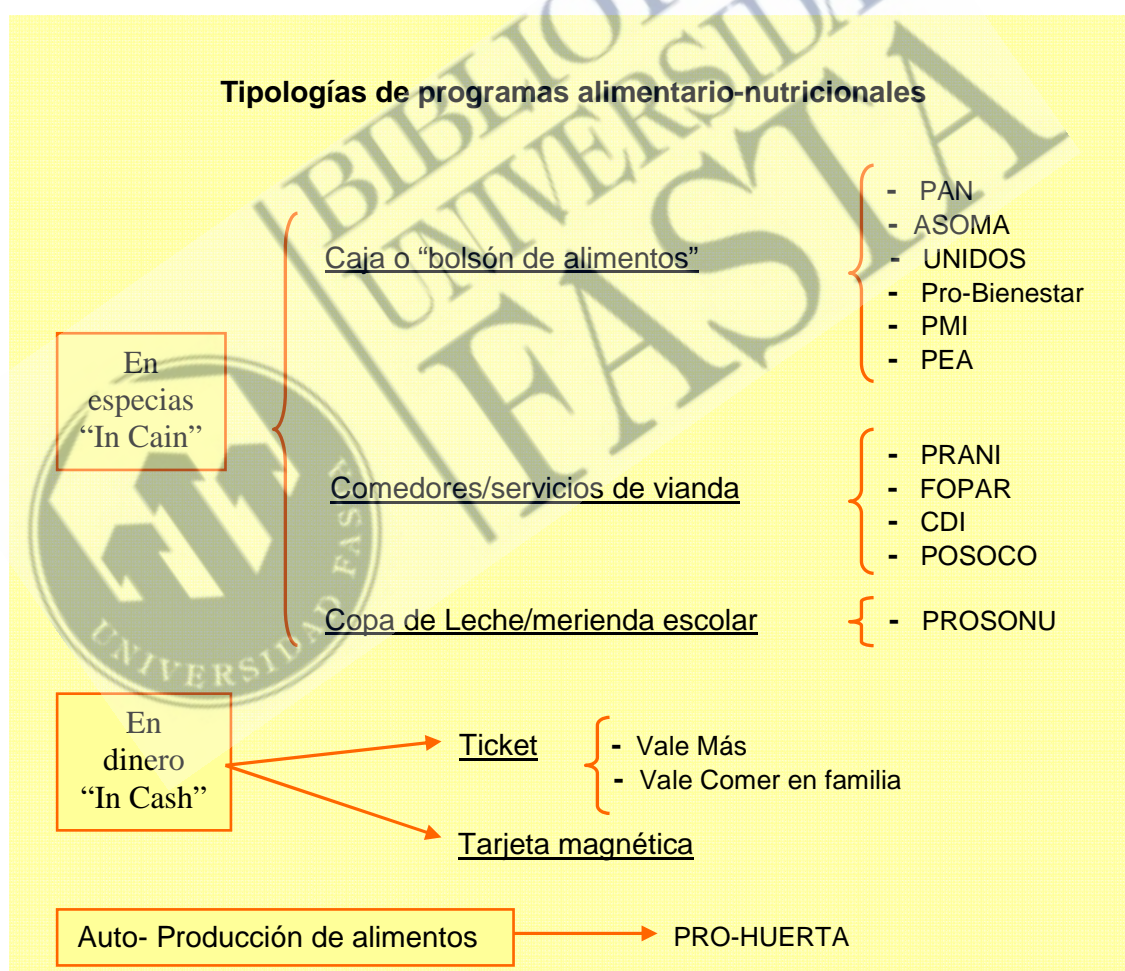 Tipologías de programas alimentario-nutricionales
En
especias
“In Cain”
Caja o “bolsón de alimentos”
- PAN
- ASOMA
- UNIDOS
- Pro-Bienestar
- PMI
- PEA
Comedores/servicios de vianda
- PRANI
- FOPAR
- CDI
- POSOCO
Copa de Leche/merienda escolar
- PROSONU
En
dinero
“In Cash”
Ticket
- Vale Más
- Vale Comer en familia
Tarjeta magnética
Auto- Producción de alimentos
PRO-HUERTA
FASTA
UNIVERSIDAD FASTA